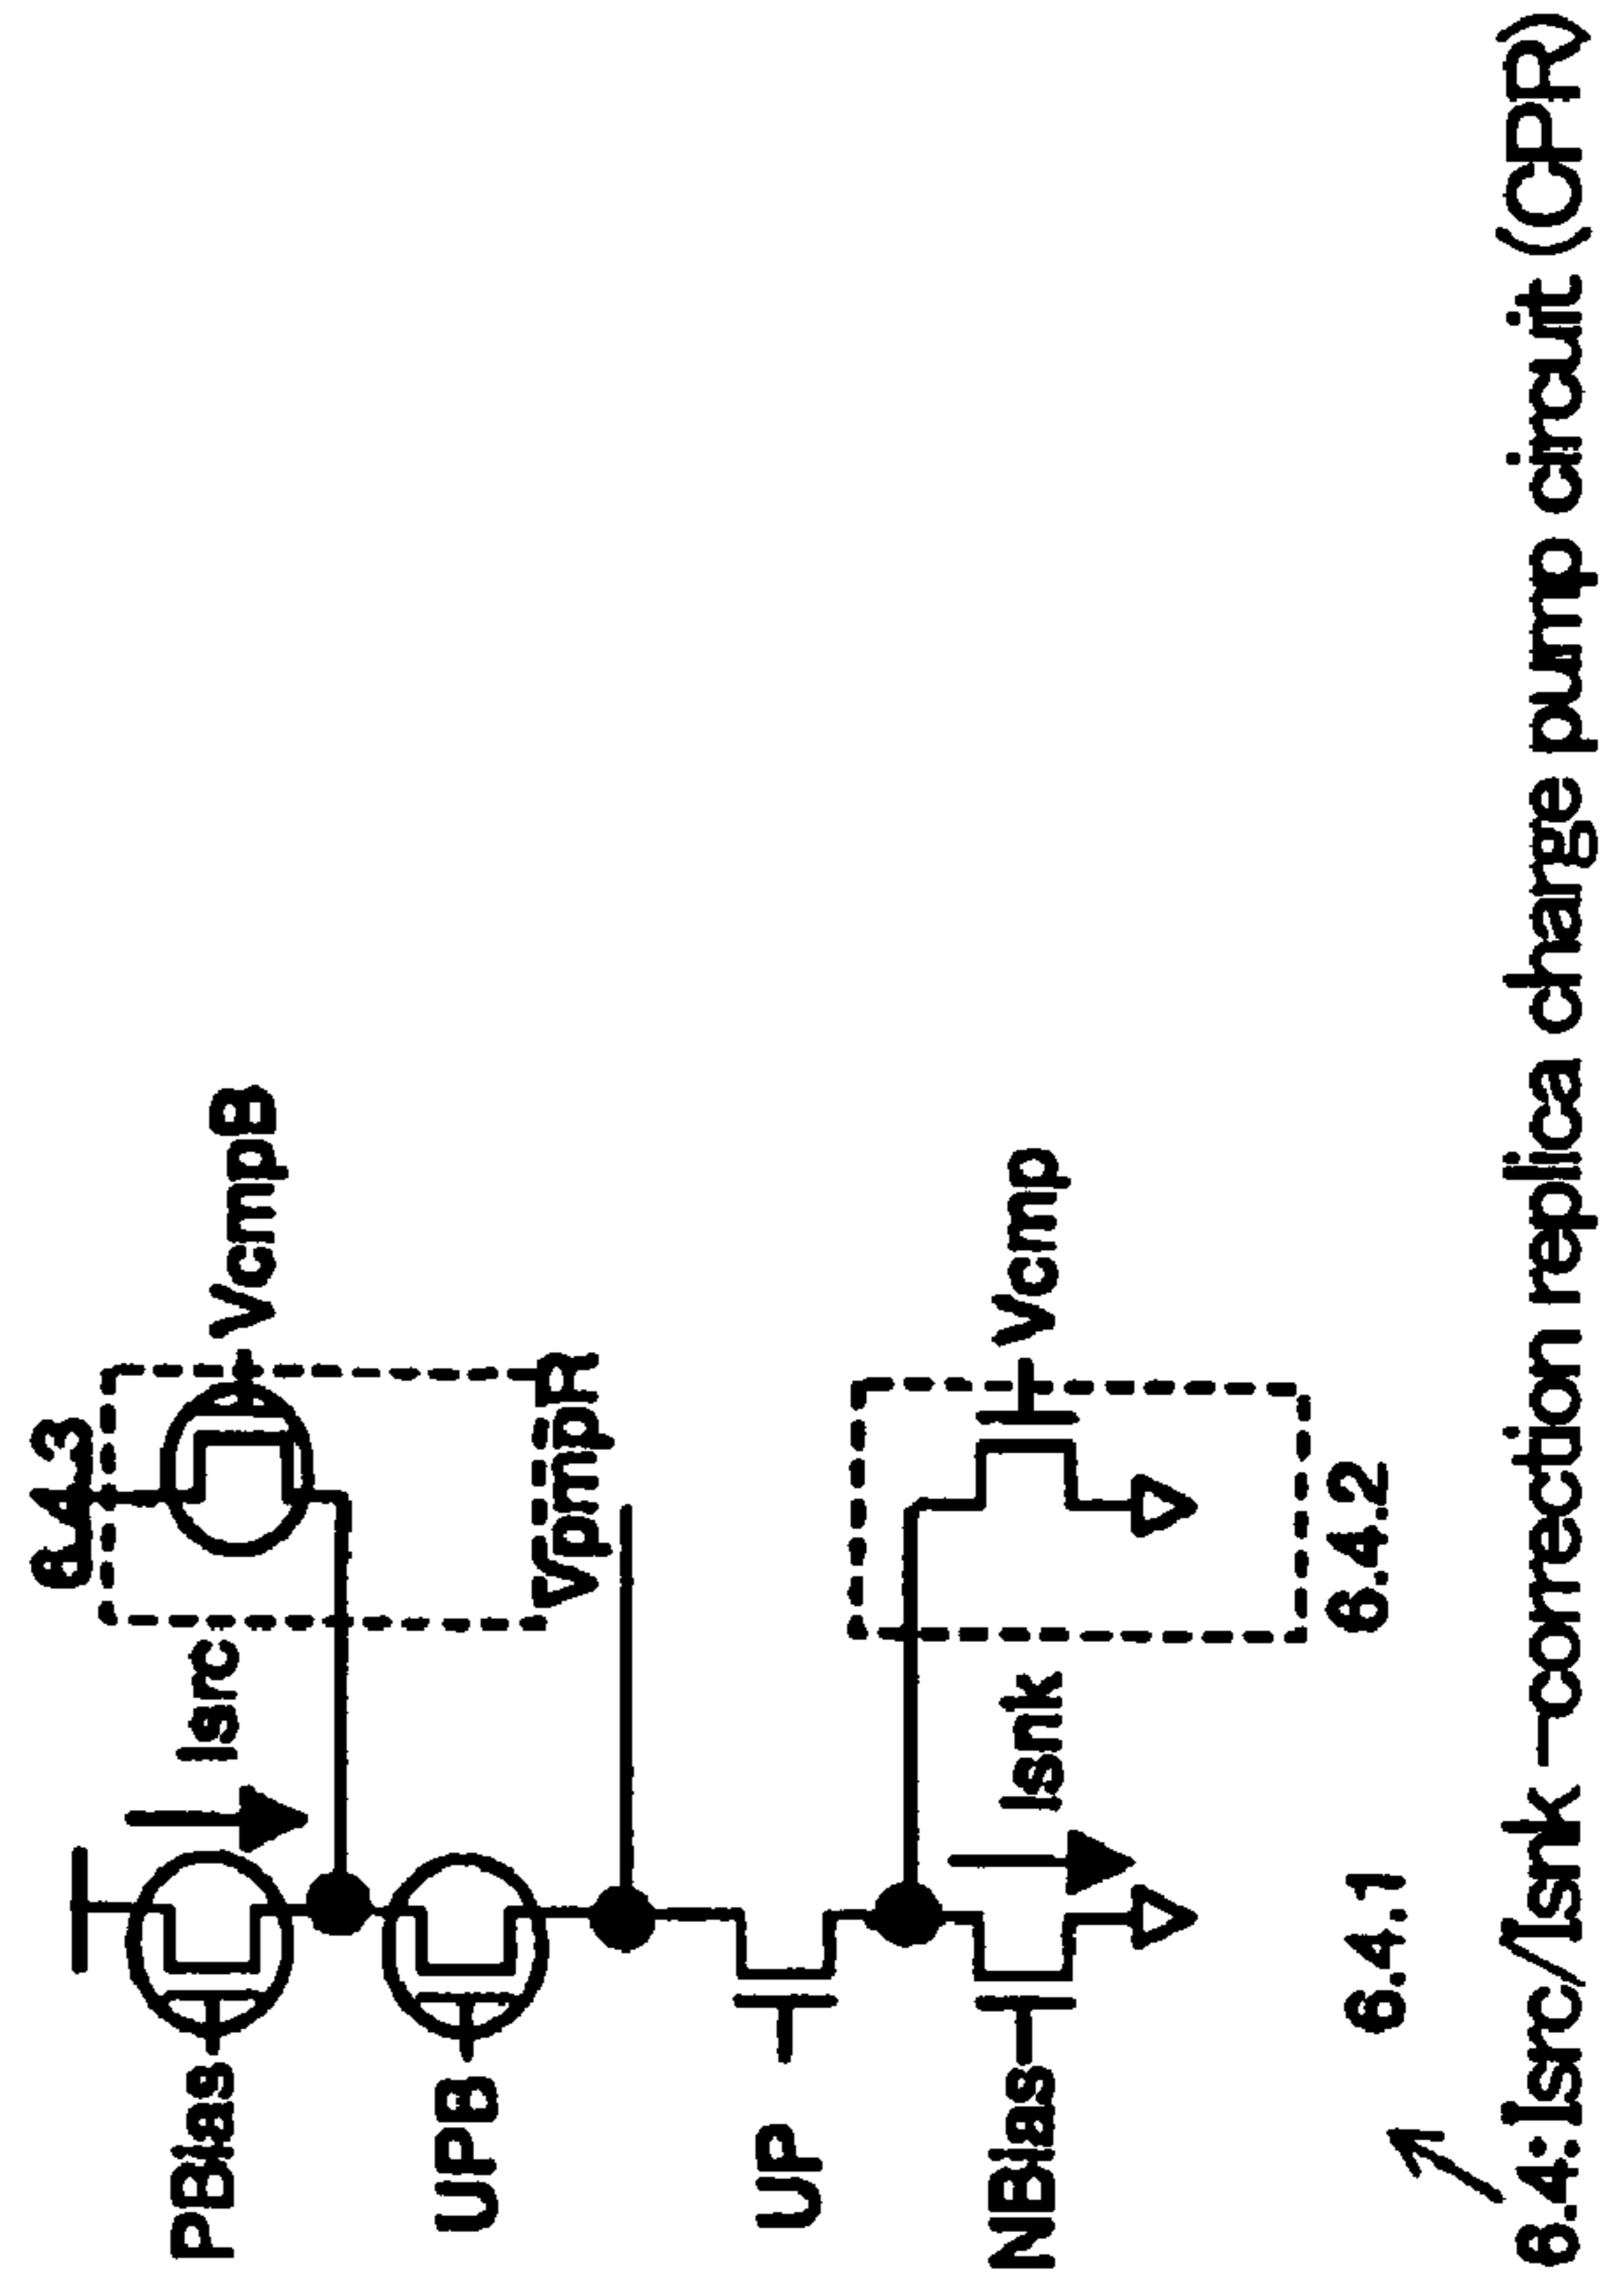 6.4.3
PBias
Isrc
VcmpB
UPB
VpmpR
UP
NBias
Isnk
Vcmp
6.4.1
6.4.2
6.4: Isrc/Isnk -correction replica charge pump circuit (CPR)